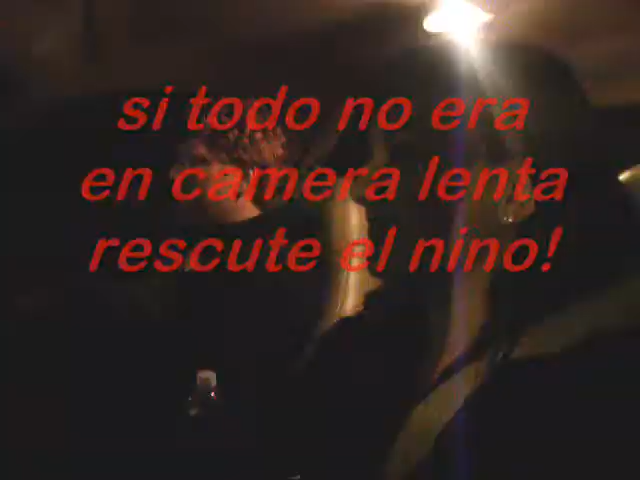 si todo no era
en camera lenta
rescute el nino!